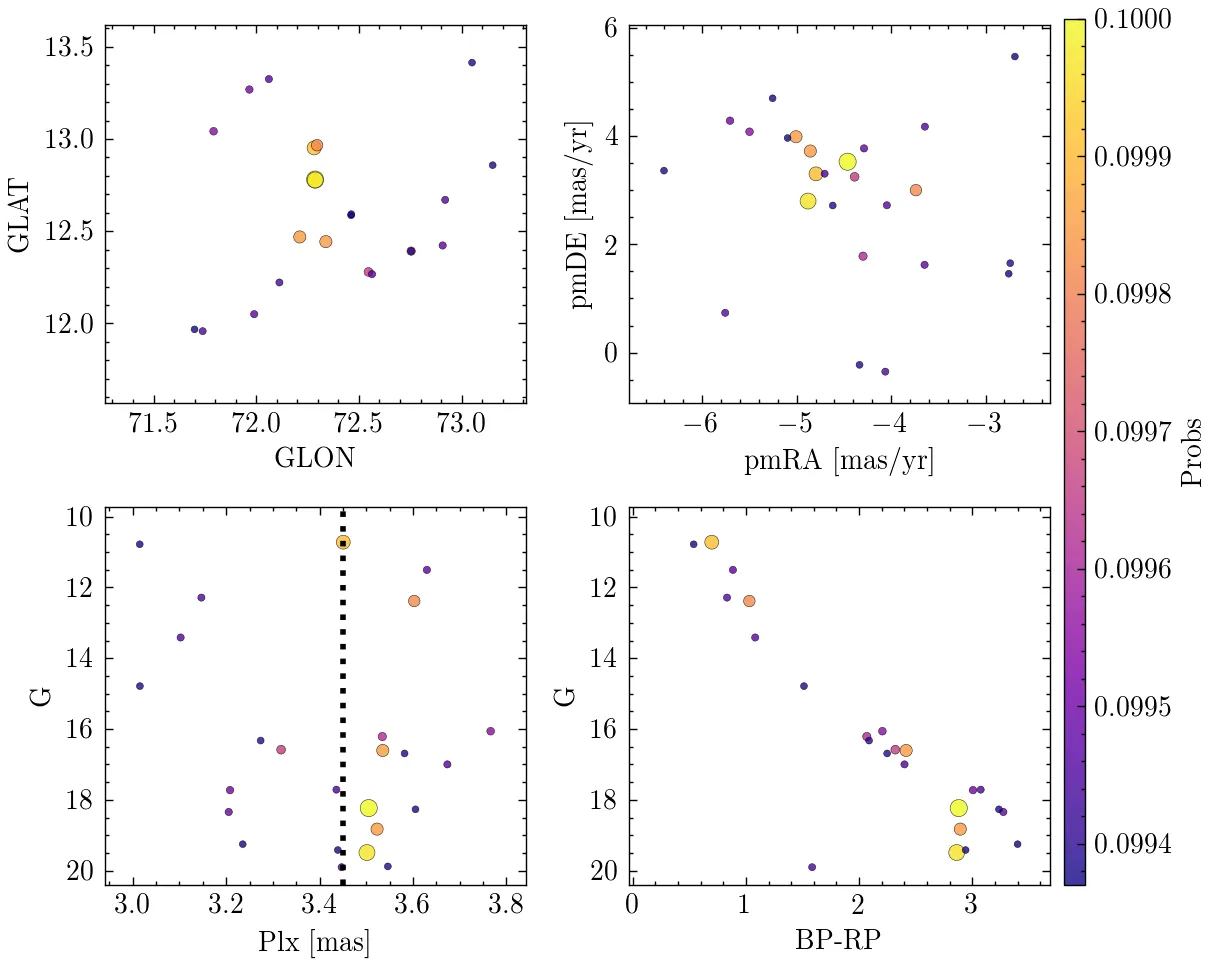 13.5
13.0
12.5
12.0
GLAT
71.5 72.0 72.5 73.0
GLON
6
4
2
0
pmDE [mas/yr]
−6 −5 −4 −3
pmRA [mas/yr]
10
12
14
16
18
20
G
3.0 3.2 3.4 3.6 3.8
Plx [mas]
10
12
14
16
18
20
G
0 1 2 3
BP-RP
0.1000
0.0999
0.0998
0.0997
0.0996
0.0995
0.0994
Probs